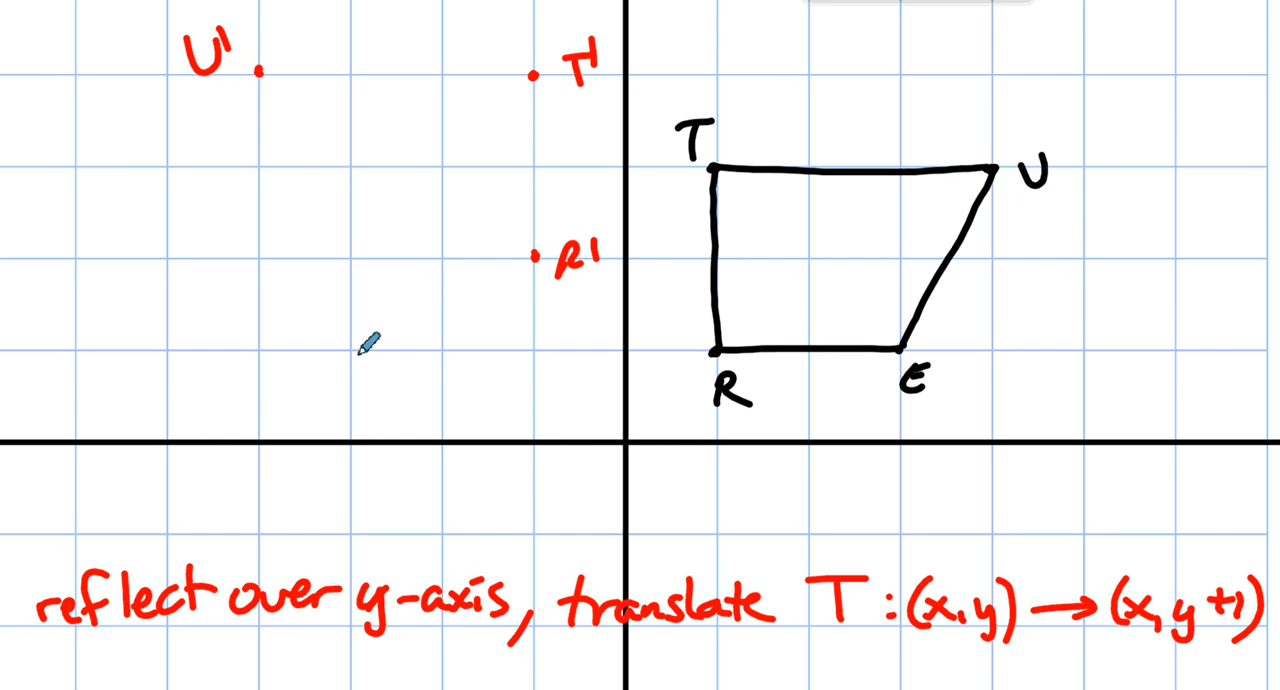 U' T'
T U
R'
R E
reflect over y-axis, translate T:(x,y)→(x,y+1)